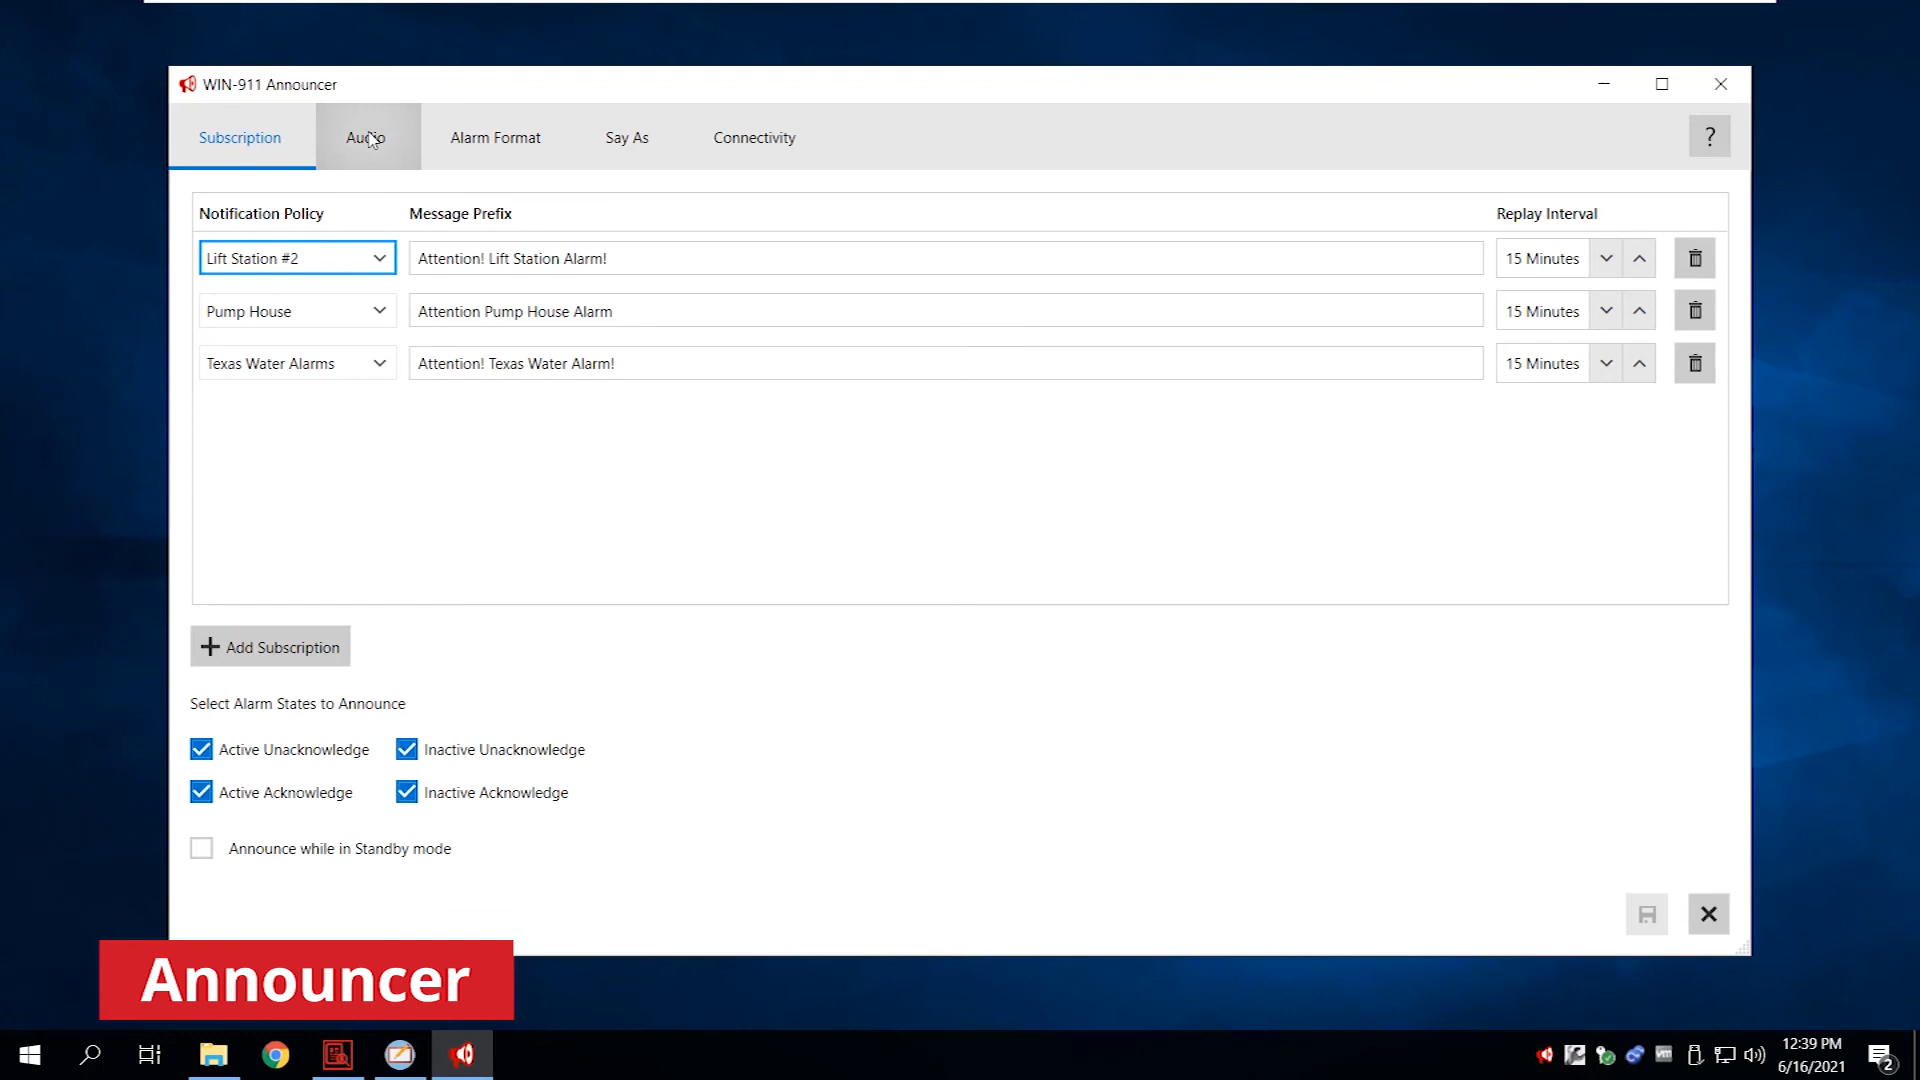 WIN-911 Announcer
Subscription Audio Alarm Format Say As Connectivity ?
Notification Policy Message Prefix Replay Interval
Lift Station #2 Attention! Lift Station Alarm! 15 Minutes
Pump House Attention Pump House Alarm 15 Minutes
Texas Water Alarms Attention! Texas Water Alarm! 15 Minutes
Add Subscription
Select Alarm States to Announce
Active Unacknowledge Inactive Unacknowledge
Active Acknowledge Inactive Acknowledge
Announce while in Standby mode
Announcer
12:39 PM
6/16/2021
2